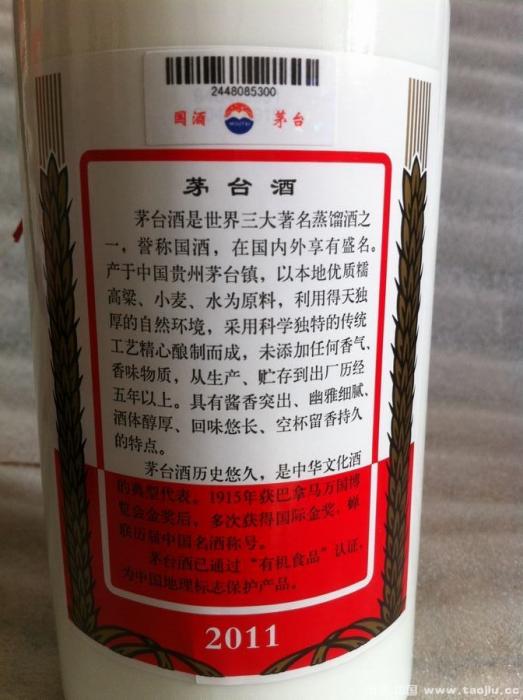 2448085300
国酒 MOUTAI 茅台
茅台酒
茅台酒是世界三大著名蒸馏酒之
一，誉称国酒，在国内外享有盛名。
产于中国贵州茅台镇，以本地优质糯
高粱、小麦、水为原料，利用得天独
厚的自然环境，采用科学独特的传统
工艺精心酿制而成，未添加任何香气、
香味物质，从生产、贮存到出厂历经
五年以上。具有酱香突出、幽雅细腻、
酒体醇厚、回味悠长、空杯留香持久
的特点。
茅台酒历史悠久，是中华文化酒
的典型代表。1915年获巴拿马万国博
览会金奖后，多次获得国际金奖，蝉
联历届中国名酒称号。
茅台酒已通过“有机食品”认证，
为中国地理标志保护产品。
2011
www.taojiu.cc